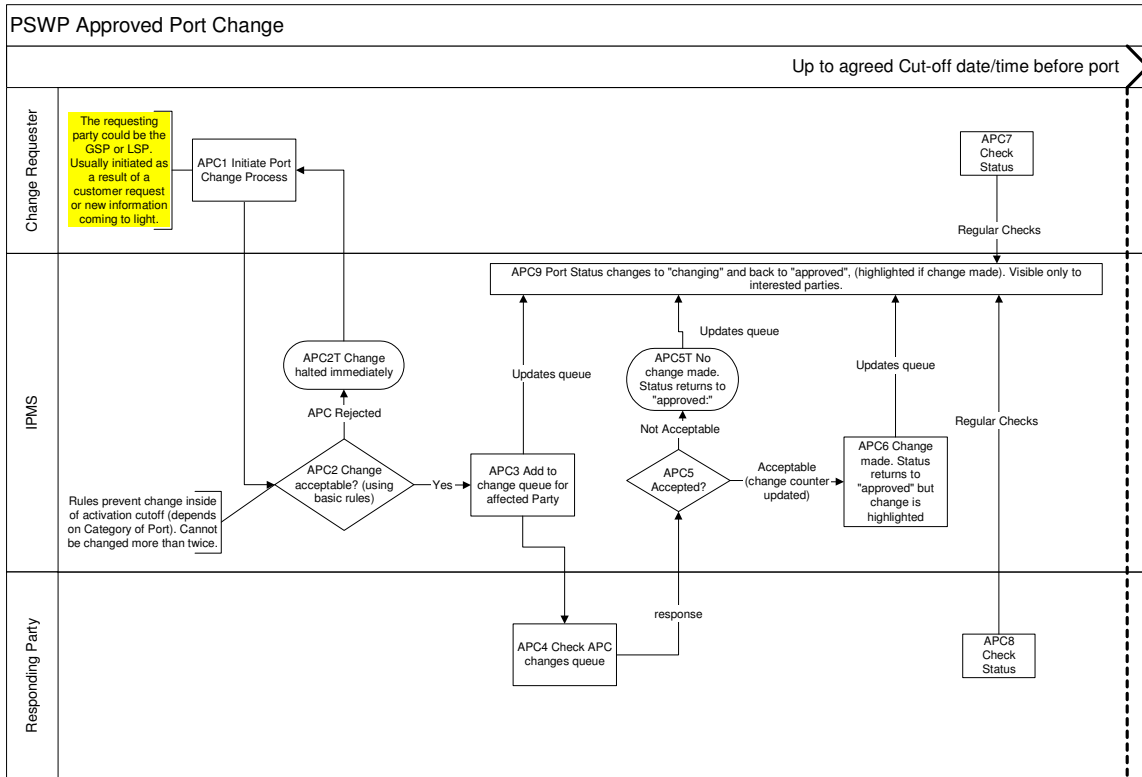 PSWP Approved Port Change
Up to agreed Cut-off date/time before port
Change Requester
The requesting
party could be the
GSP or LSP.
Usually initiated as
a result of a
customer request
or new information
coming to light.
APC1 Initiate Port
Change Process
APC7
Check
Status
Regular Checks
IPMS
APC9 Port Status changes to "changing" and back to "approved", (highlighted if change made). Visible only to
interested parties.
APC2T Change
halted immediately
APC Rejected
APC2 Change
acceptable? (using
basic rules)
Rules prevent change inside
of activation cutoff (depends
on Category of Port). Cannot
be changed more than twice.
Yes
APC3 Add to
change queue for
affected Party
Updates queue
Updates queue
APC5T No
change made.
Status returns to
"approved:"
Not Acceptable
APC5
Accepted?
Acceptable
(change counter
updated)
Updates queue
APC6 Change
made. Status
returns to
"approved" but
change is
highlighted
Regular Checks
Responding Party
APC4 Check APC
changes queue
response
APC8
Check
Status